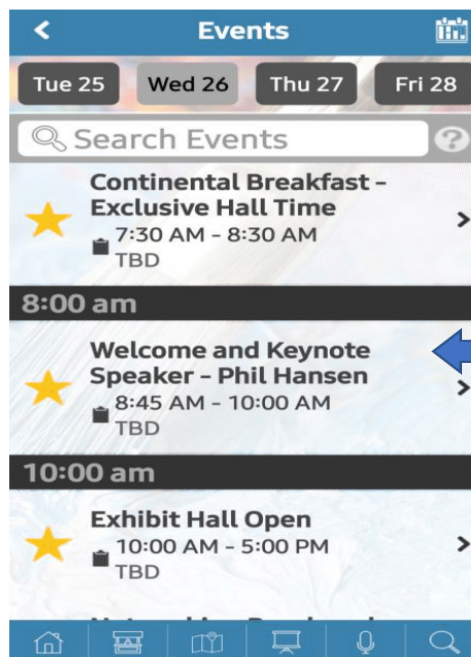 Events
Tue 25 Wed 26 Thu 27 Fri 28
Search Events ?
Continental Breakfast -
Exclusive Hall Time
7:30 AM - 8:30 AM
TBD
8:00 am
Welcome and Keynote
Speaker - Phil Hansen
8:45 AM - 10:00 AM
TBD
10:00 am
Exhibit Hall Open
10:00 AM - 5:00 PM
TBD